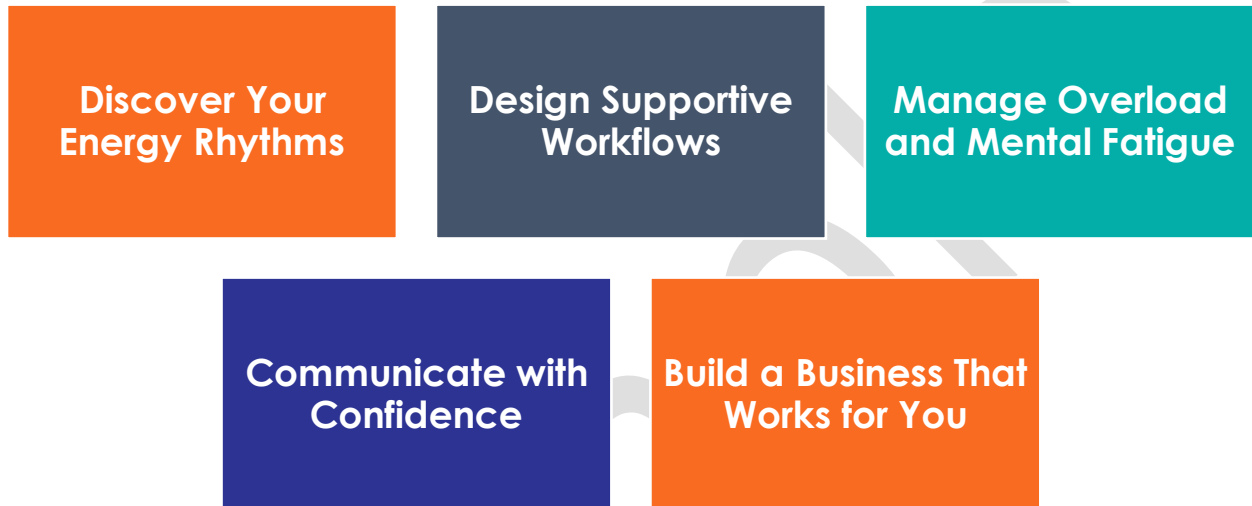 Discover Your
Energy Rhythms
Design Supportive
Workflows
Manage Overload
and Mental Fatigue
Communicate with
Confidence
Build a Business That
Works for You